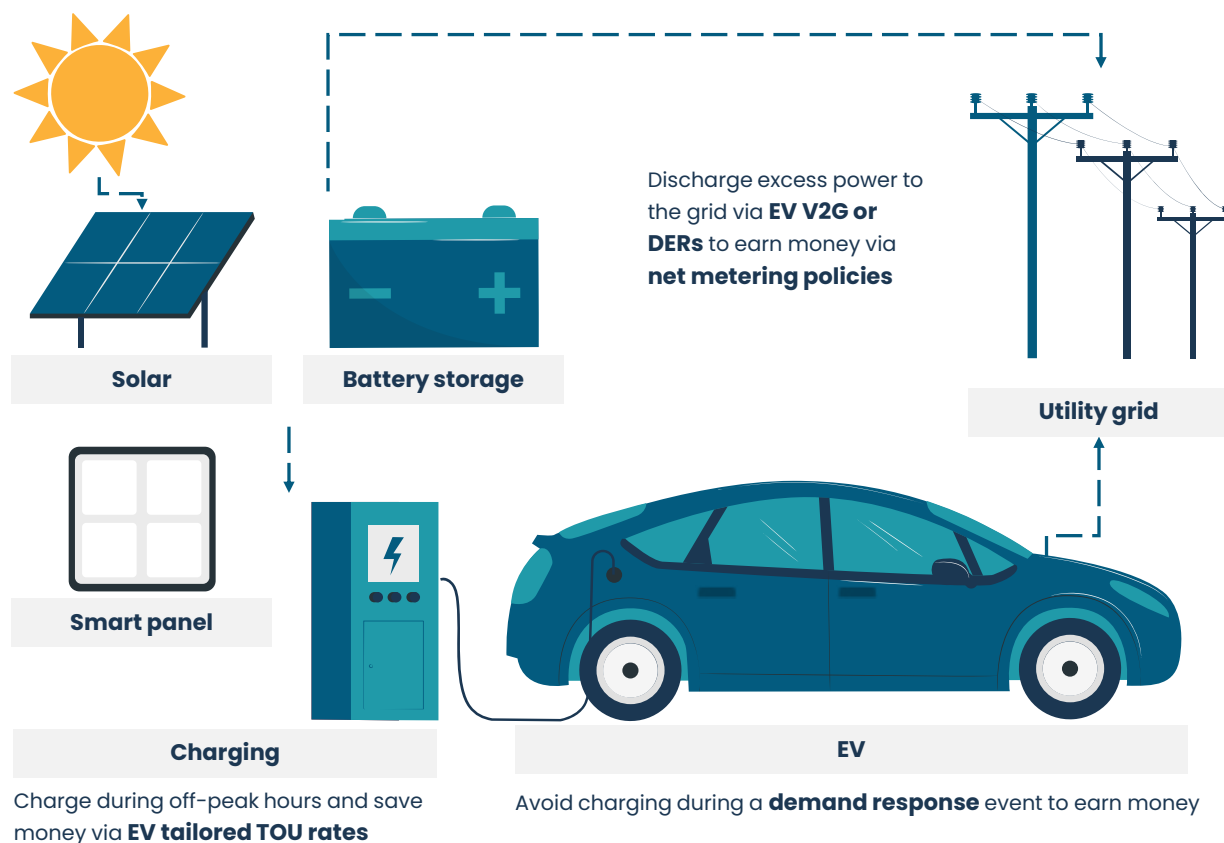 Discharge excess power to
the grid via EV V2G or
DERs to earn money via
net metering policies
Solar
Battery storage
Utility grid
Smart panel
Charging
EV
Charge during off-peak hours and save
money via EV tailored TOU rates
Avoid charging during a demand response event to earn money